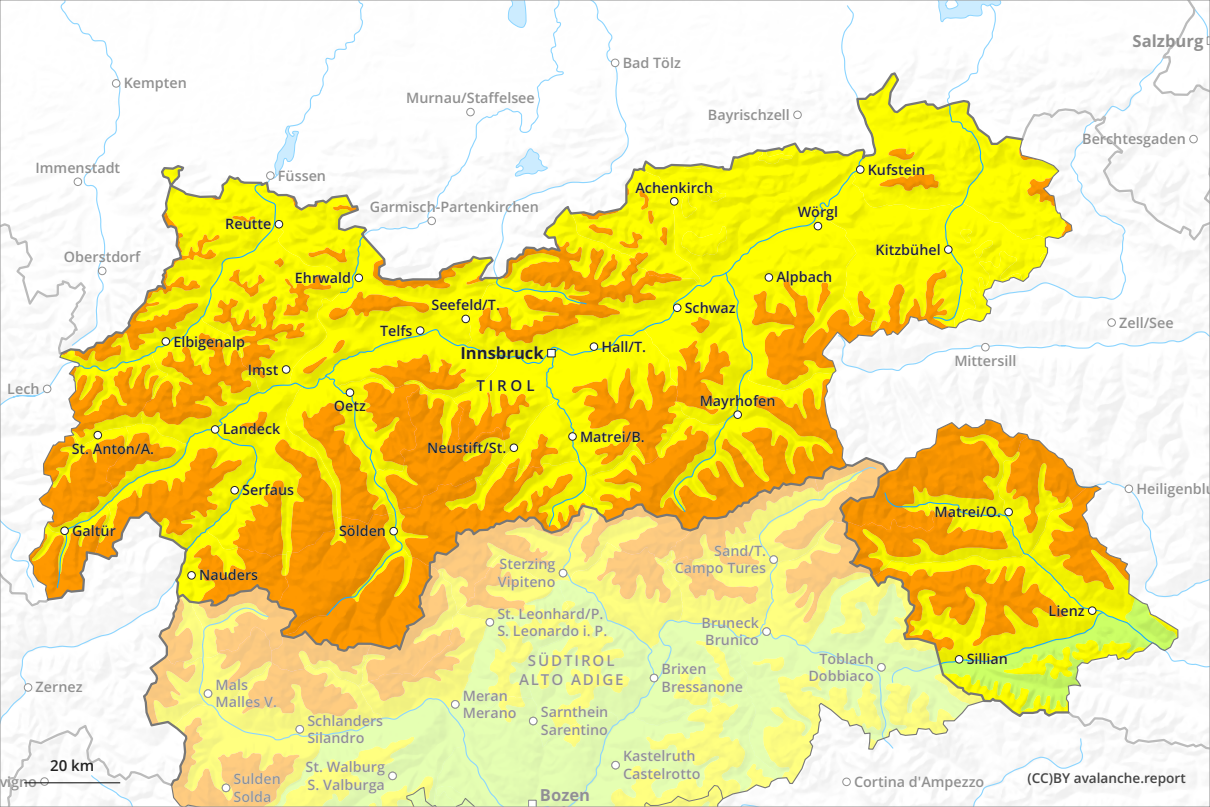 Salzburg
Bad Tölz
Kempten
Murnau/Staffelsee
Bayrischzell
Berchtesgaden
Immenstadt
Füssen
Kufstein
Achenkirch
Garmisch-Partenkirchen
Wörgl
Reutte
Kitzbühel
Oberstdorf
Ehrwald
Alpbach
Seefeld/T.
Schwaz
Zell/See
Telfs
Elbigenalp
Innsbruck
Hall/T.
Mittersill
Imst
TIROL
Lech
Oetz
Mayrhofen
Landeck
Matrei/B.
St. Anton/A.
Neustift/St.
Serfaus
Heiligenblu
Matrei/O.
Galtür
Sölden
Sand/T.
Campo Tures
Sterzing
Vipiteno
Nauders
Lienz
St. Leonhard/P.
S. Leonardo i. P.
Bruneck
Brunico
SÜDTIROL
ALTO ADIGE
Toblach
Dobbiaco
Sillian
Brixen
Bressanone
Zernez
Mals
Malles V.
Meran
Merano
Sarnthein
Sarentino
Schlanders
Silandro
Kastelruth
Castelrotto
St. Walburg
S. Valburga
20 km
vigno
Sulden
Solda
Cortina d'Ampezzo
(CC)BY avalanche.report
Bozen